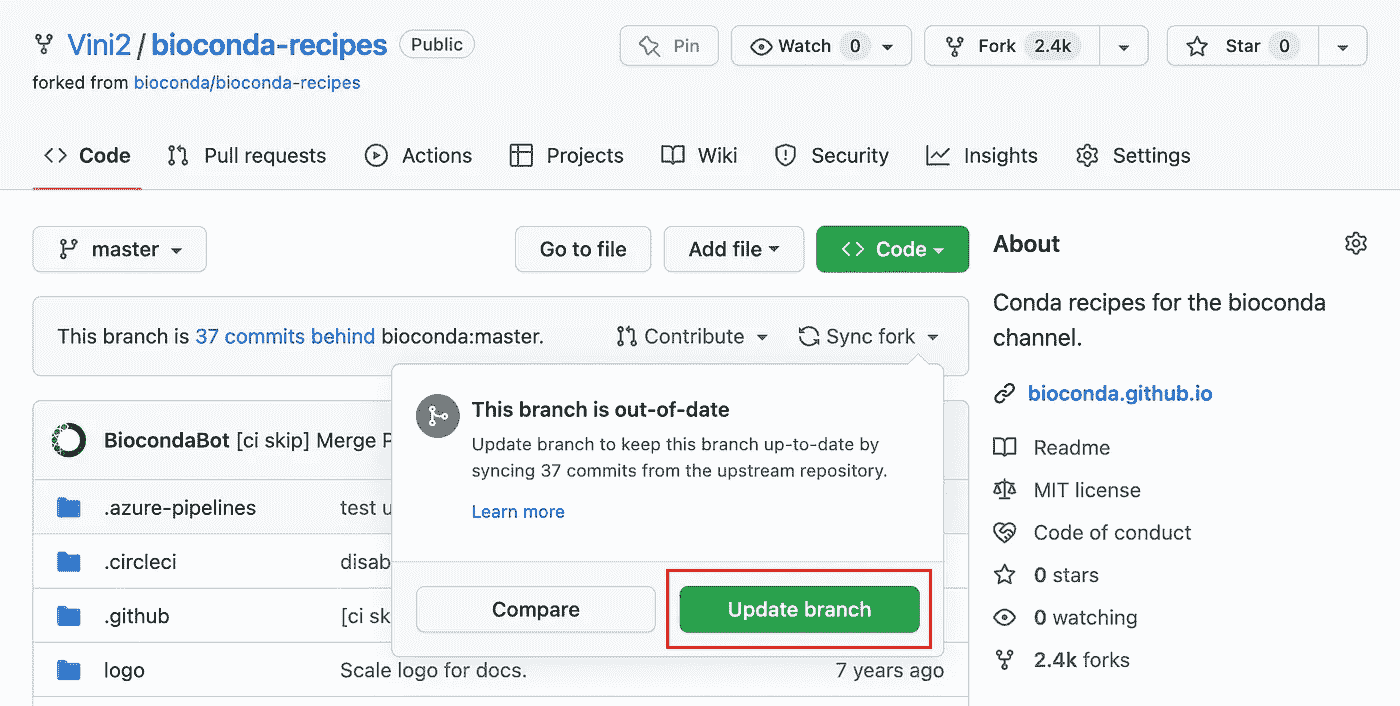 Vini2 / bioconda-recipes Public
Pin
Watch 0
Fork 2.4k
Star 0
forked from bioconda/bioconda-recipes
Code
Pull requests
Actions
Projects
Wiki
Security
Insights
Settings
master
Go to file
Add file
Code
This branch is 37 commits behind bioconda:master.
Contribute
Sync fork
This branch is out-of-date
Update branch to keep this branch up-to-date by
syncing 37 commits from the upstream repository.
Learn more
Compare
Update branch
BiocondaBot [ci skip] Merge
.azure-pipelines test
.circleci disab
.github [ci sk
logo Scale logo for docs. 7 years ago
About
Conda recipes for the bioconda
channel.
bioconda.github.io
Readme
MIT license
Code of conduct
0 stars
0 watching
2.4k forks